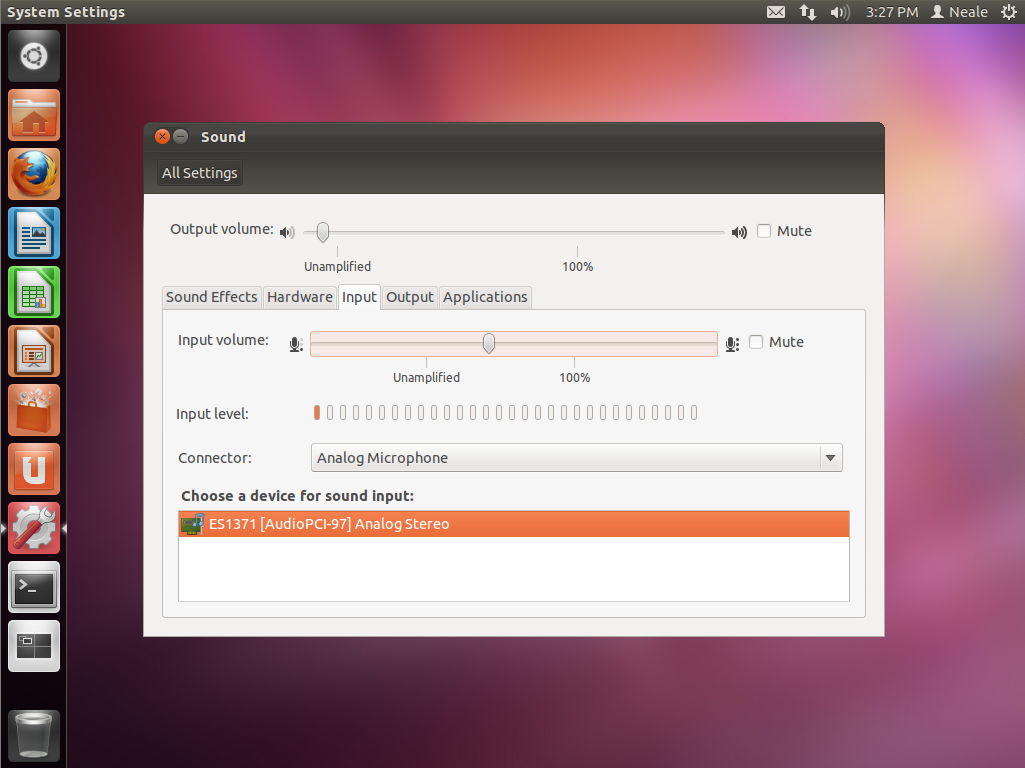 System Settings
3:27 PM Neale
Sound
All Settings
Output volume: Mute
Unamplified 100%
Sound Effects Hardware Input Output Applications
Input volume: Mute
Unamplified 100%
Input level:
Connector: Analog Microphone
Choose a device for sound input:
ES1371 [AudioPCI-97] Analog Stereo